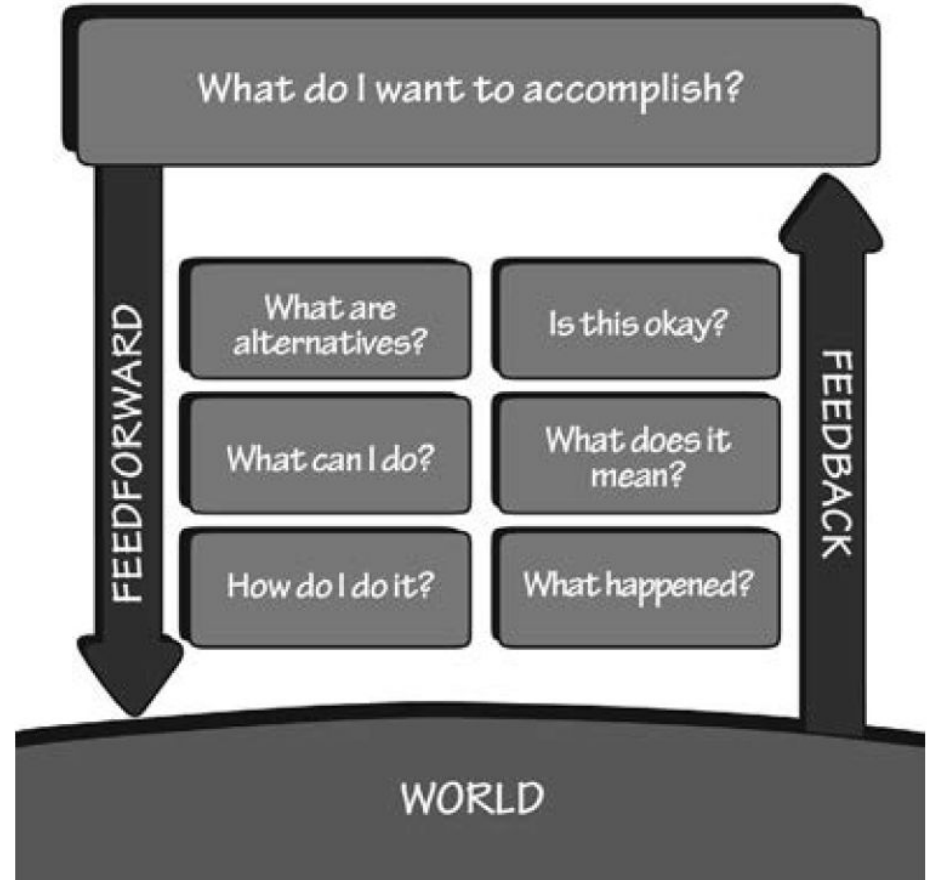 What do I want to accomplish?
FEEDFORWARD
What are
alternatives?
What can I do?
How do I do it?
Is this okay?
What does it
mean?
What happened?
FEEDBACK
WORLD